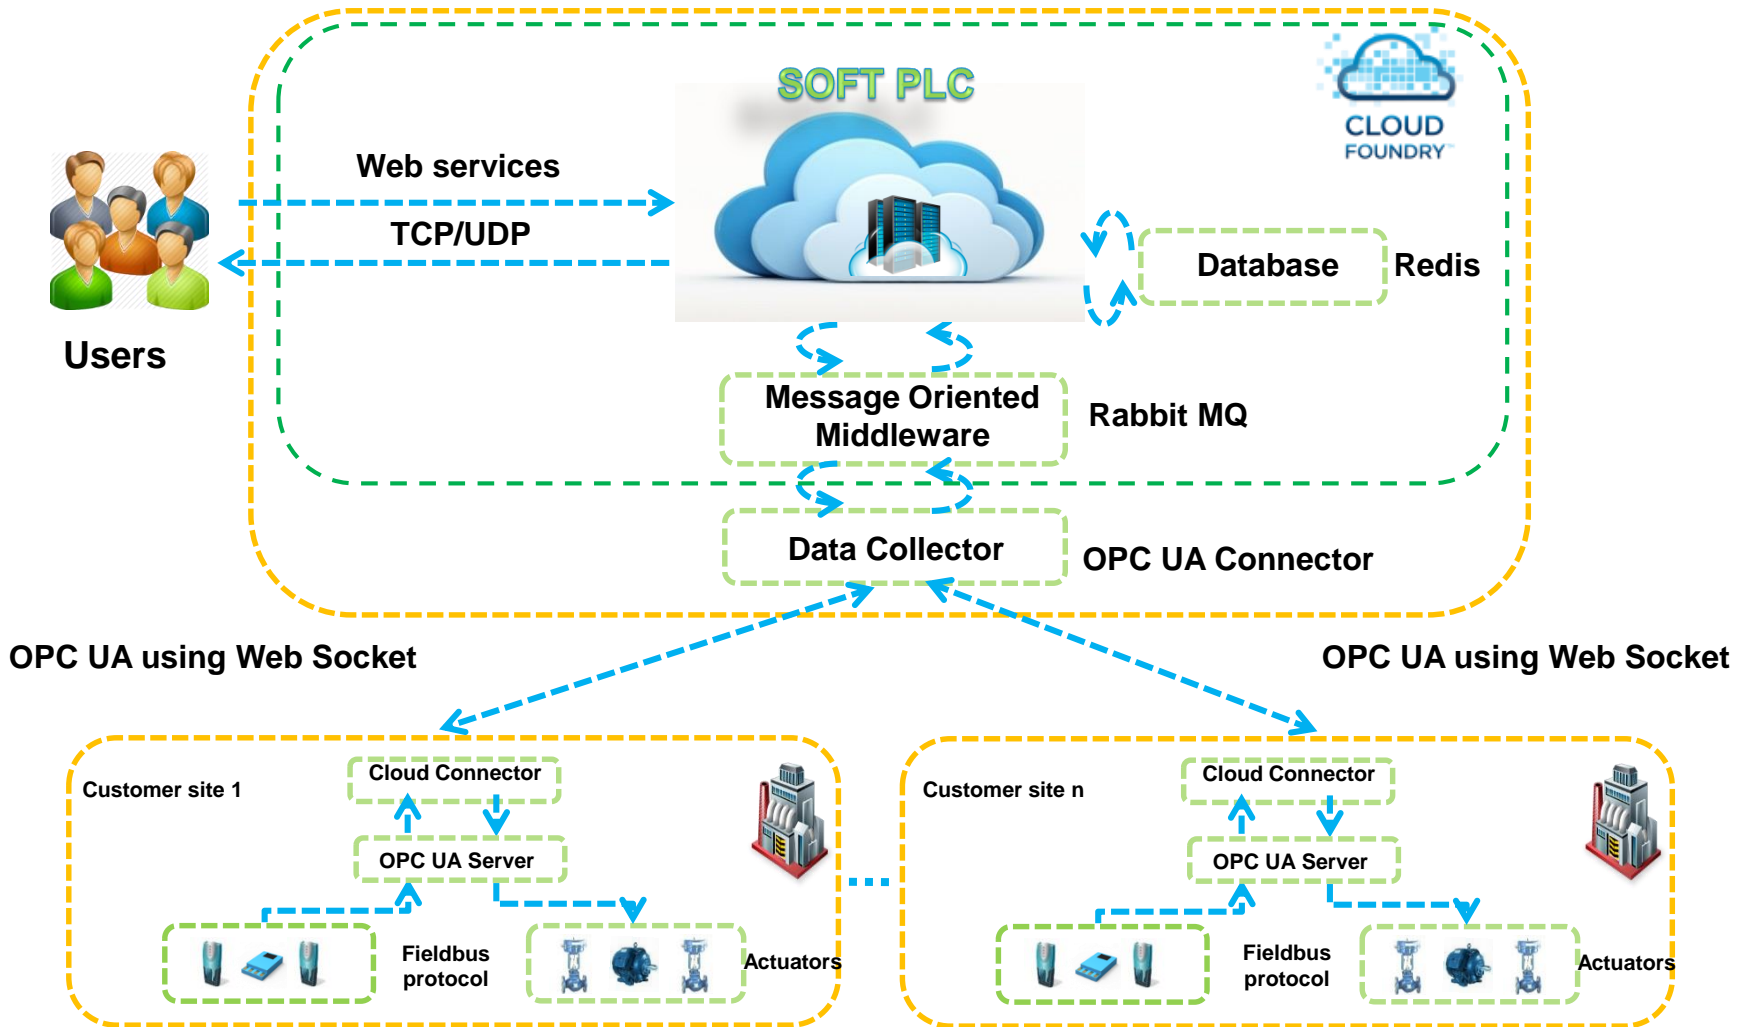 SOFT PLC
CLOUD
FOUNDRY™
Web services
TCP/UDP
Users
Database
Redis
Message Oriented
Middleware
Rabbit MQ
Data Collector
OPC UA Connector
OPC UA using Web Socket
OPC UA using Web Socket
Customer site 1
Cloud Connector
OPC UA Server
Fieldbus
protocol
Actuators
Customer site n
Cloud Connector
OPC UA Server
Fieldbus
protocol
Actuators